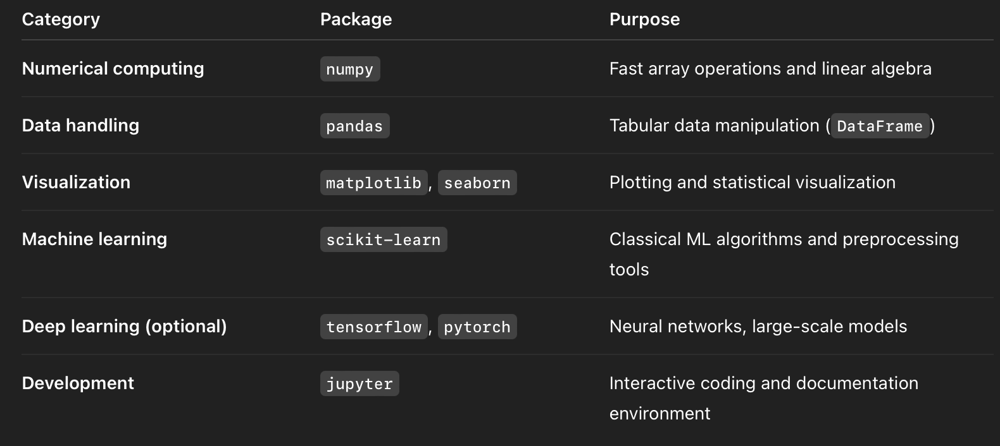 Category Package Purpose
Numerical computing numpy Fast array operations and linear algebra
Data handling pandas Tabular data manipulation (DataFrame)
Visualization matplotlib, seaborn Plotting and statistical visualization
Machine learning scikit-learn Classical ML algorithms and preprocessing
tools
Deep learning (optional) tensorflow, pytorch Neural networks, large-scale models
Development jupyter Interactive coding and documentation
environment